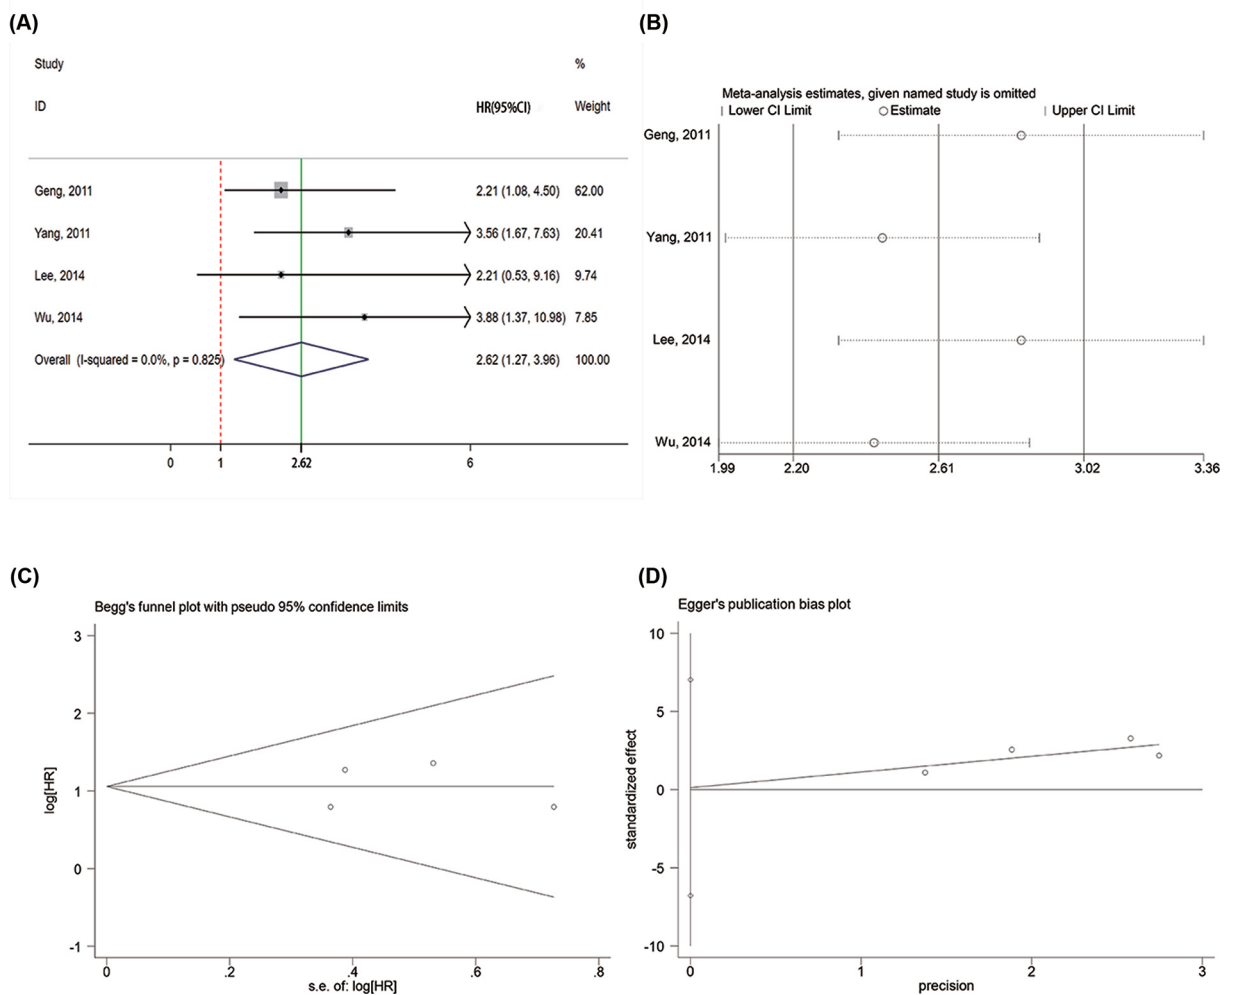 (A)
Study %
ID HR(95%CI) Weight
Geng, 2011 2.21 (1.08, 4.50) 62.00
Yang, 2011 3.56 (1.67, 7.63) 20.41
Lee, 2014 2.21 (0.53, 9.16) 9.74
Wu, 2014 3.88 (1.37, 10.98) 7.85
Overall (I-squared = 0.0%, p = 0.825) 2.62 (1.27, 3.96) 100.00
0 1 2.62 6
(B)
Meta-analysis estimates, given named study is omitted
Lower CI Limit Estimate Upper CI Limit
Geng, 2011
Yang, 2011
Lee, 2014
Wu, 2014
1.99 2.20 2.61 3.02 3.36
(C)
Begg's funnel plot with pseudo 95% confidence limits
log[HR]
3
2
1
0
-1
0 .2 .4 .6 .8
s.e. of: log[HR]
(D)
Egger's publication bias plot
standardized effect
10
5
0
-5
-10
0 1 2 3
precision